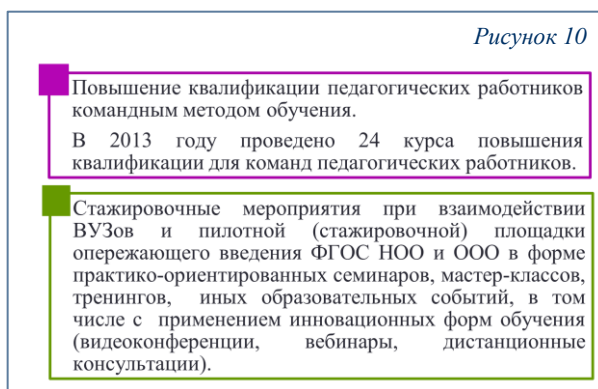 Рисунок 10
Повышение квалификации педагогических работников
командным методом обучения.
В 2013 году проведено 24 курса повышения
квалификации для команд педагогических работников.
Стажировочные мероприятия при взаимодействии
ВУЗов и пилотной (стажировочной) площадки
опережающего введения ФГОС НОО и ООО в форме
практико-ориентированных семинаров, мастер-классов,
тренингов, иных образовательных событий, в том
числе с применением инновационных форм обучения
(видеоконференции, вебинары, дистанционные
консультации).